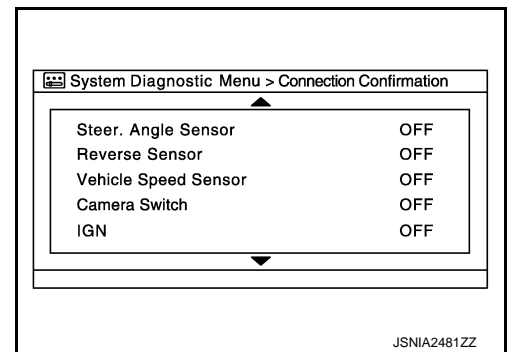 System Diagnostic Menu > Connection Confirmation
Steer. Angle Sensor OFF
Reverse Sensor OFF
Vehicle Speed Sensor OFF
Camera Switch OFF
IGN OFF
JSNIA2481ZZ